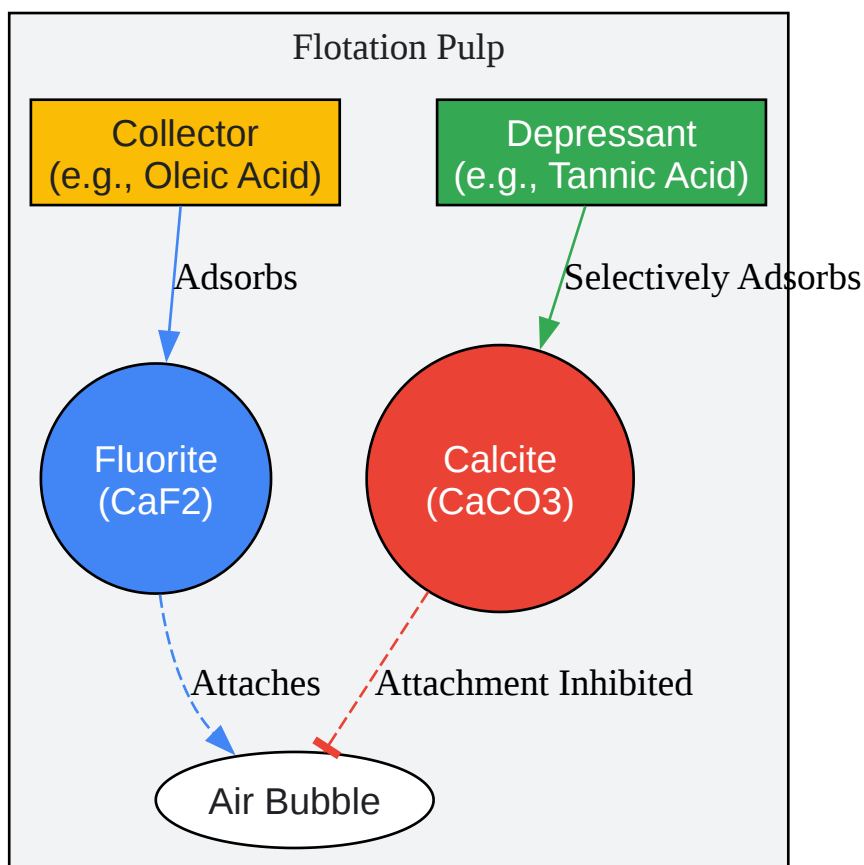 Flotation Pulp
Collector
(e.g., Oleic Acid)
Depressant
(e.g., Tannic Acid)
Adsorbs
Selectively Adsorbs
Fluorite
(CaF2)
Calcite
(CaCO3)
Attaches
Attachment Inhibited
Air Bubble